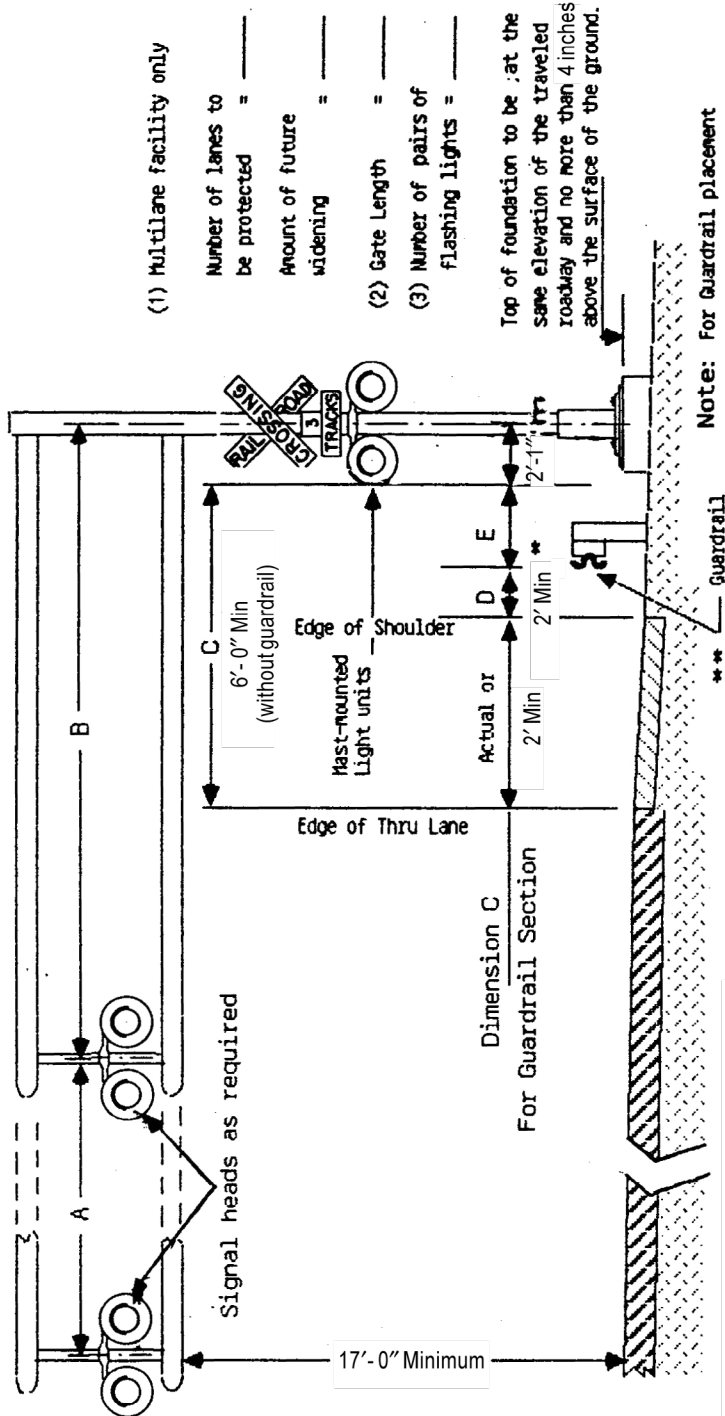 (1) Multilane facility only
Number of lanes to
be protected =
Amount of future
widening =
(2) Gate Length =
(3) Number of pairs of
flashing lights =
Top of foundation to be ;at the
same elevation of the traveled
roadway and no more than 4 inches
above the surface of the ground.
A
B
Signal heads as required
RAIL ROAD
CROSSING
3
TRACKS
C
6′-0″ Min
(without guardrail)
Mast-mounted
Light units
Edge of Shoulder
Edge of Thru Lane
Actual or
2′ Min
D
2′ Min **
E
2′-1″
Dimension C
For Guardrail Section
17′-0″ Minimum
** Guardrail
Note: For Guardrail placement